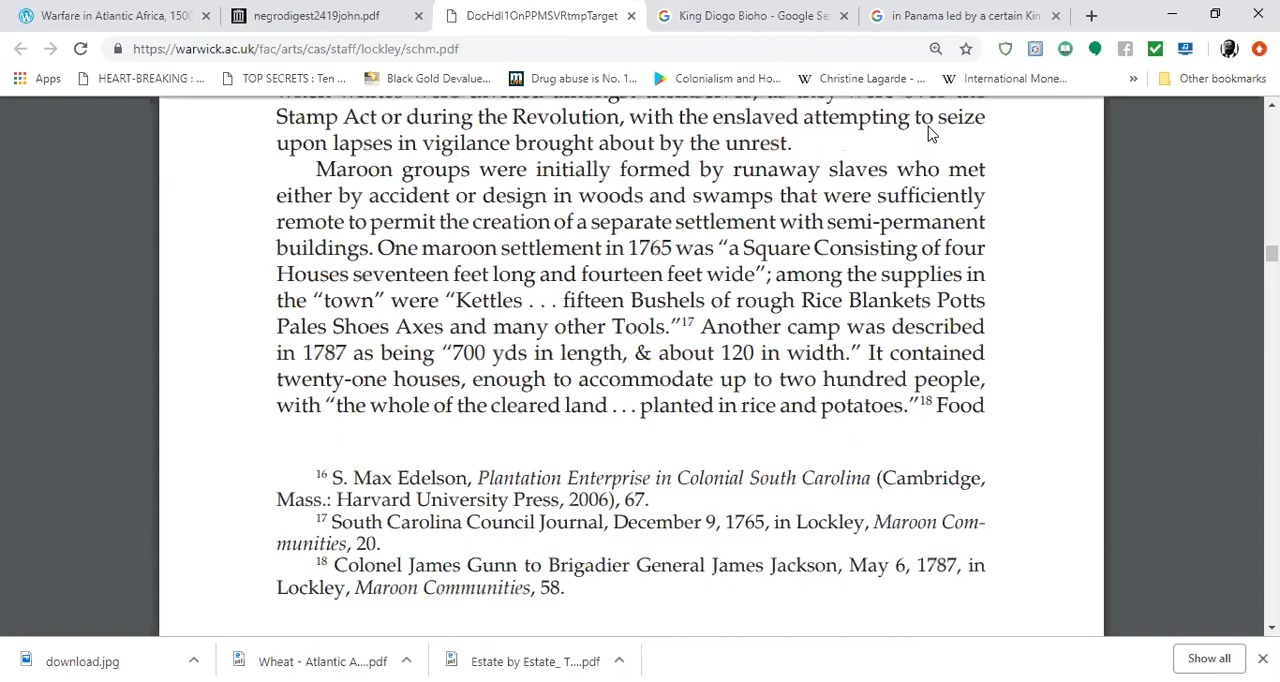 Warfare in Atlantic Africa, 1500
negrodigest2419john.pdf
DocHdl1OnPPMSVRtmpTarget
King Diogo Bioho - Google Se
in Panama led by a certain Kin
https://warwick.ac.uk/fac/arts/cas/staff/lockley/schm.pdf
Apps
HEART-BREAKING : ...
TOP SECRETS : Ten ...
Black Gold Devalue...
Drug abuse is No. 1...
Colonialism and Ho...
Christine Lagarde - ...
International Mone...
»
Other bookmarks
when whites were divided amongst themselves, as they were over the
Stamp Act or during the Revolution, with the enslaved attempting to seize
upon lapses in vigilance brought about by the unrest.
Maroon groups were initially formed by runaway slaves who met
either by accident or design in woods and swamps that were sufficiently
remote to permit the creation of a separate settlement with semi-permanent
buildings. One maroon settlement in 1765 was “a Square Consisting of four
Houses seventeen feet long and fourteen feet wide”; among the supplies in
the “town” were “Kettles . . . fifteen Bushels of rough Rice Blankets Potts
Pales Shoes Axes and many other Tools.”17 Another camp was described
in 1787 as being “700 yds in length, & about 120 in width.” It contained
twenty-one houses, enough to accommodate up to two hundred people,
with “the whole of the cleared land . . . planted in rice and potatoes.”18 Food
16 S. Max Edelson, Plantation Enterprise in Colonial South Carolina (Cambridge,
Mass.: Harvard University Press, 2006), 67.
17 South Carolina Council Journal, December 9, 1765, in Lockley, Maroon Com-
munities, 20.
18 Colonel James Gunn to Brigadier General James Jackson, May 6, 1787, in
Lockley, Maroon Communities, 58.
download.jpg
Wheat - Atlantic A....pdf
Estate by Estate_ T....pdf
Show all